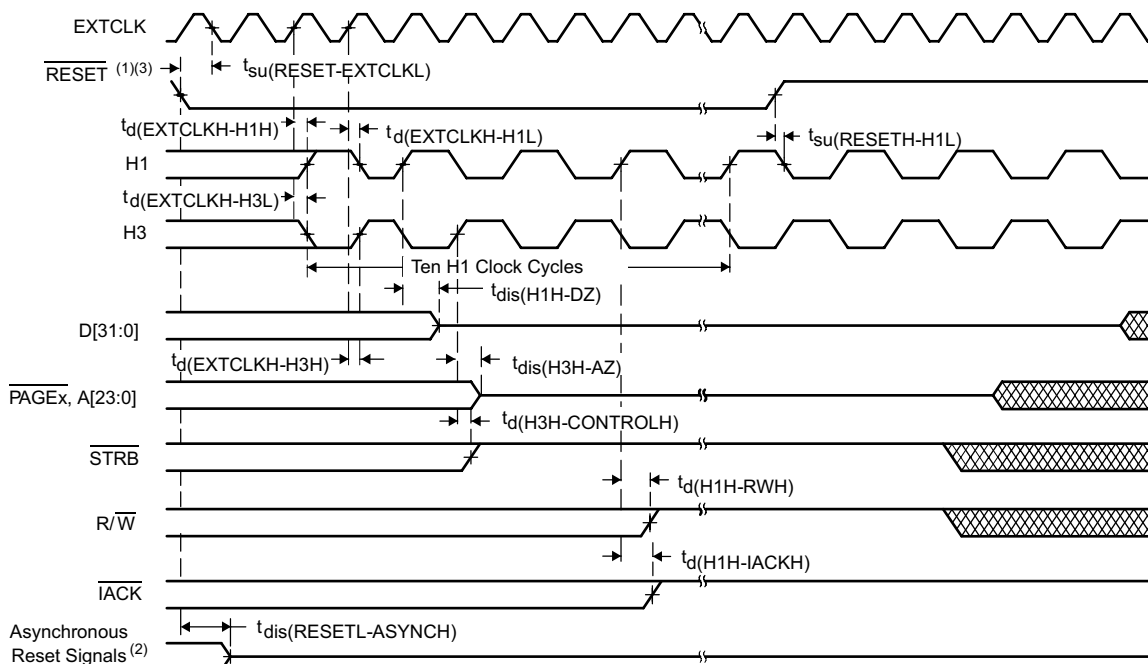 EXTCLK
RESET (1)(3)
tsu(RESET-EXTCLKL)
td(EXTCLKH-H1H)
td(EXTCLKH-H1L)
tsu(RESETH-H1L)
H1
td(EXTCLKH-H3L)
H3
Ten H1 Clock Cycles
tdis(H1H-DZ)
D[31:0]
td(EXTCLKH-H3H)
tdis(H3H-AZ)
PAGEx, A[23:0]
td(H3H-CONTROLH)
STRB
td(H1H-RWH)
R/W
td(H1H-IACKH)
IACK
Asynchronous
Reset Signals (2)
tdis(RESETL-ASYNCH)